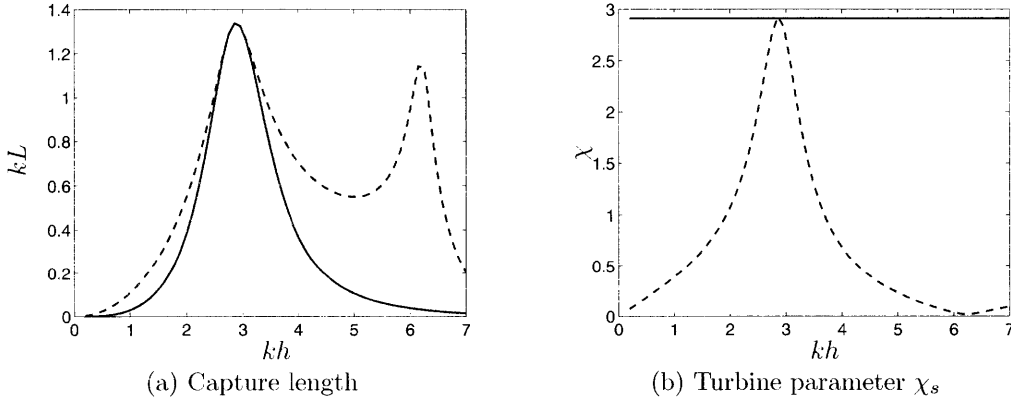 1.4
1.2
1
0.8
0.6
0.4
0.2
0
kL
0 1 2 3 4 5 6 7
kh
(a) Capture length
3
2.5
2
1.5
1
0.5
0
χ
0 1 2 3 4 5 6 7
kh
(b) Turbine parameter χₛ